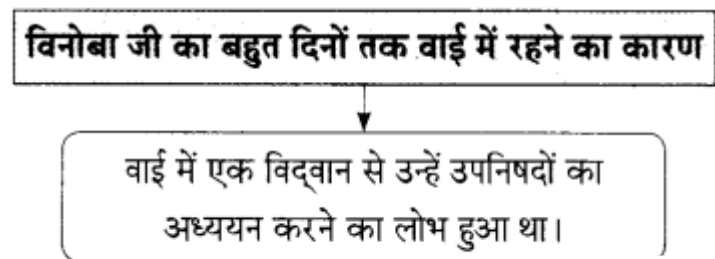 विनोबा जी का बहुत दिनों तक वाई में रहने का कारण
वाई में एक विद्‌वान से उन्हें उपनिषदों का
अध्ययन करने का लोभ हुआ था।